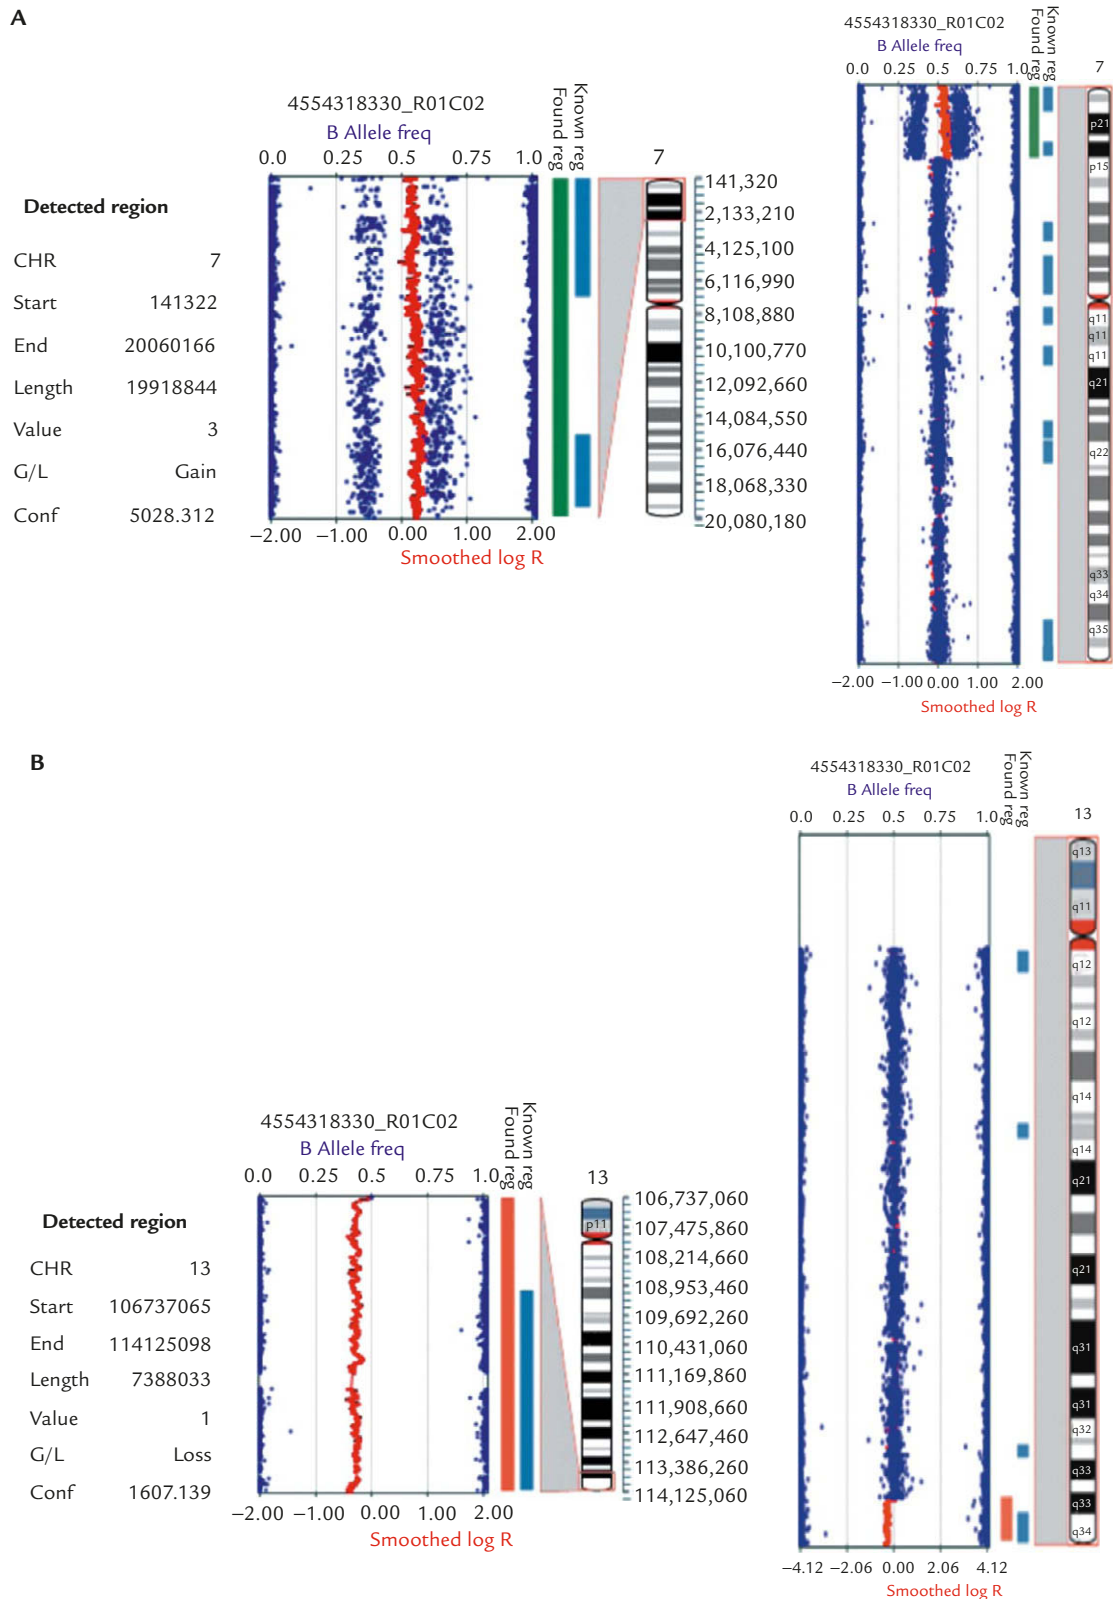 A
4554318330_R01C02
B Allele freq
0.0 0.25 0.5 0.75 1.0
Found reg
Known reg
7
Detected region
CHR 7
Start 141322
End 20060166
Length 19918844
Value 3
G/L Gain
Conf 5028.312
141,320
2,133,210
4,125,100
6,116,990
8,108,880
10,100,770
12,092,660
14,084,550
16,076,440
18,068,330
20,080,180
−2.00 −1.00 0.00 1.00 2.00
Smoothed log R
4554318330_R01C02
B Allele freq
0.0 0.25 0.5 0.75 1.0
Found reg
Known reg
7
p21
p15
q11
q11
q11
q21
q22
q33
q34
q35
−2.00 −1.00 0.00 1.00 2.00
Smoothed log R
B
4554318330_R01C02
B Allele freq
0.0 0.25 0.5 0.75 1.0
Found reg
Known reg
13
Detected region
CHR 13
Start 106737065
End 114125098
Length 7388033
Value 1
G/L Loss
Conf 1607.139
p11
106,737,060
107,475,860
108,214,660
108,953,460
109,692,260
110,431,060
111,169,860
111,908,660
112,647,460
113,386,260
114,125,060
−2.00 −1.00 0.00 1.00 2.00
Smoothed log R
4554318330_R01C02
B Allele freq
0.0 0.25 0.5 0.75 1.0
Found reg
Known reg
13
q13
q11
q12
q12
q14
q14
q21
q21
q31
q31
q32
q33
q33
q34
−4.12 −2.06 0.00 2.06 4.12
Smoothed log R